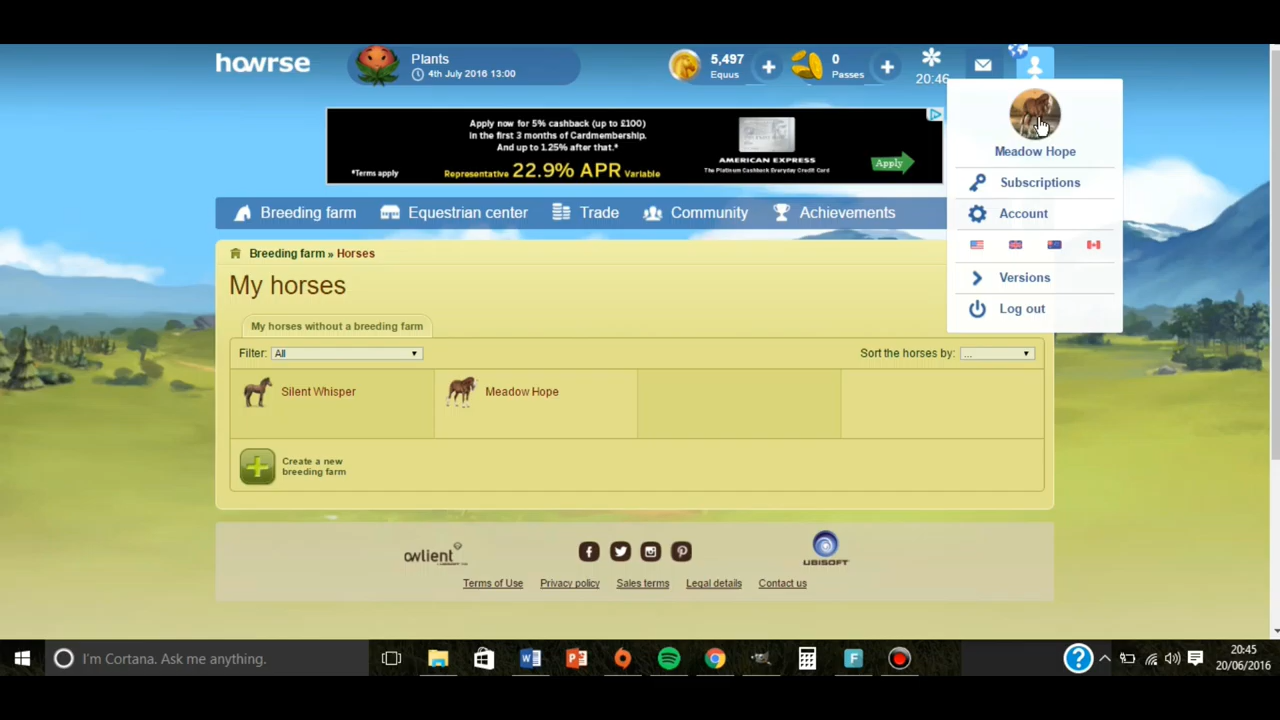 howrse
Plants
4th July 2016 13:00
5,497
Equus
0
Passes
20:46
Apply now for 5% cashback (up to £100)
in the first 3 months of Cardmembership.
And up to 1.25% after that.*
*Terms apply
Representative 22.9% APR Variable
AMERICAN EXPRESS
The Platinum Cashback Everyday Credit Card
Apply
Meadow Hope
Subscriptions
Account
Versions
Log out
Breeding farm
Equestrian center
Trade
Community
Achievements
Breeding farm » Horses
My horses
My horses without a breeding farm
Filter: All
Sort the horses by: ...
Silent Whisper
Meadow Hope
Create a new
breeding farm
owlient
UBISOFT
Terms of Use
Privacy policy
Sales terms
Legal details
Contact us
I'm Cortana. Ask me anything.
20:45
20/06/2016